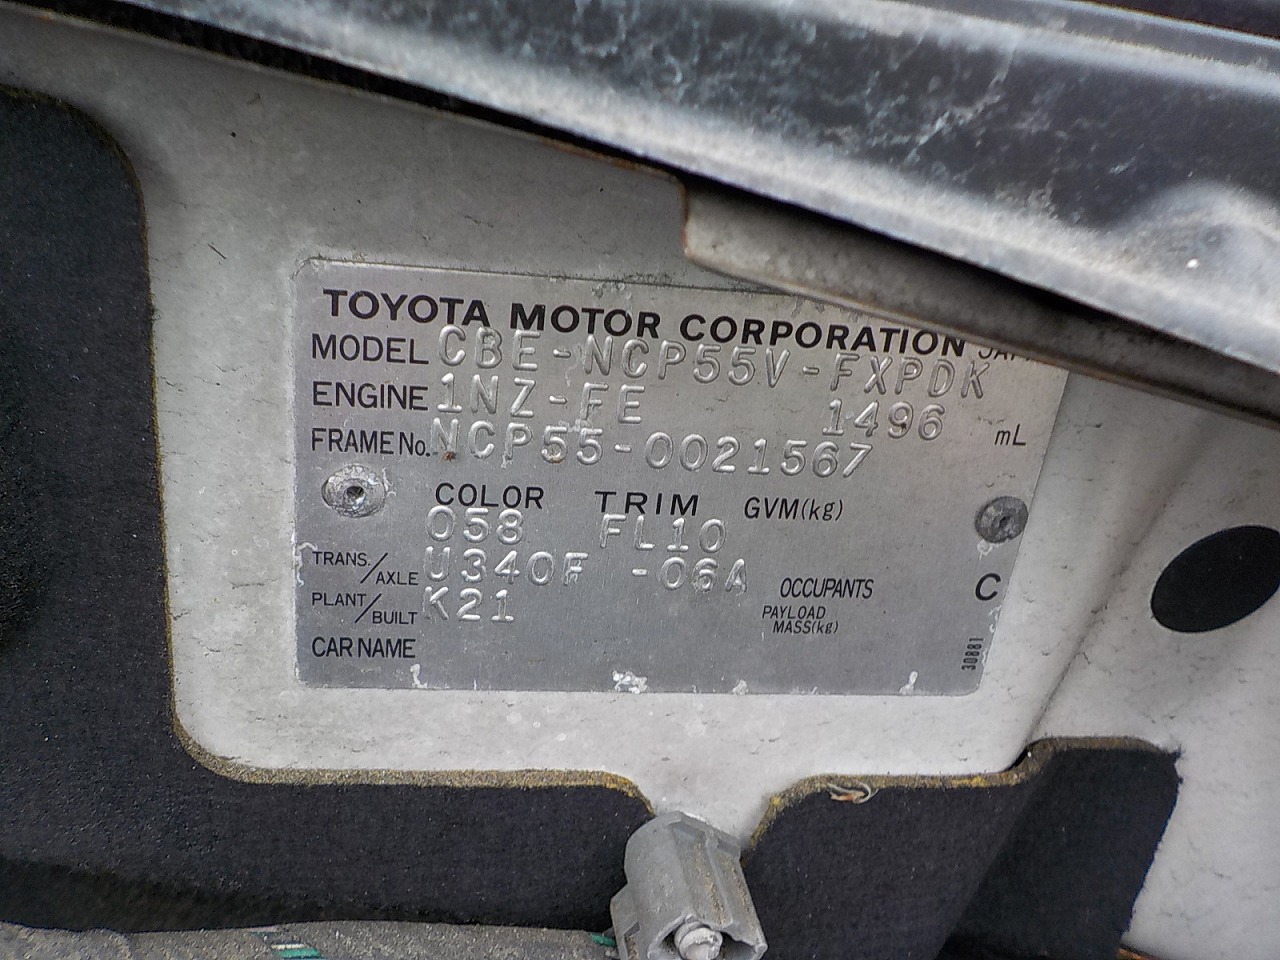 TOYOTA MOTOR CORPORATION
MODEL CBE-NCP55V-FXPDK
ENGINE 1NZ-FE 1496 mL
FRAME No. NCP55-0021567
COLOR TRIM GVM(kg)
058 FL10
TRANS./AXLE U340F -06A OCCUPANTS C
PLANT/BUILT K21 PAYLOAD MASS(kg)
CAR NAME
30881